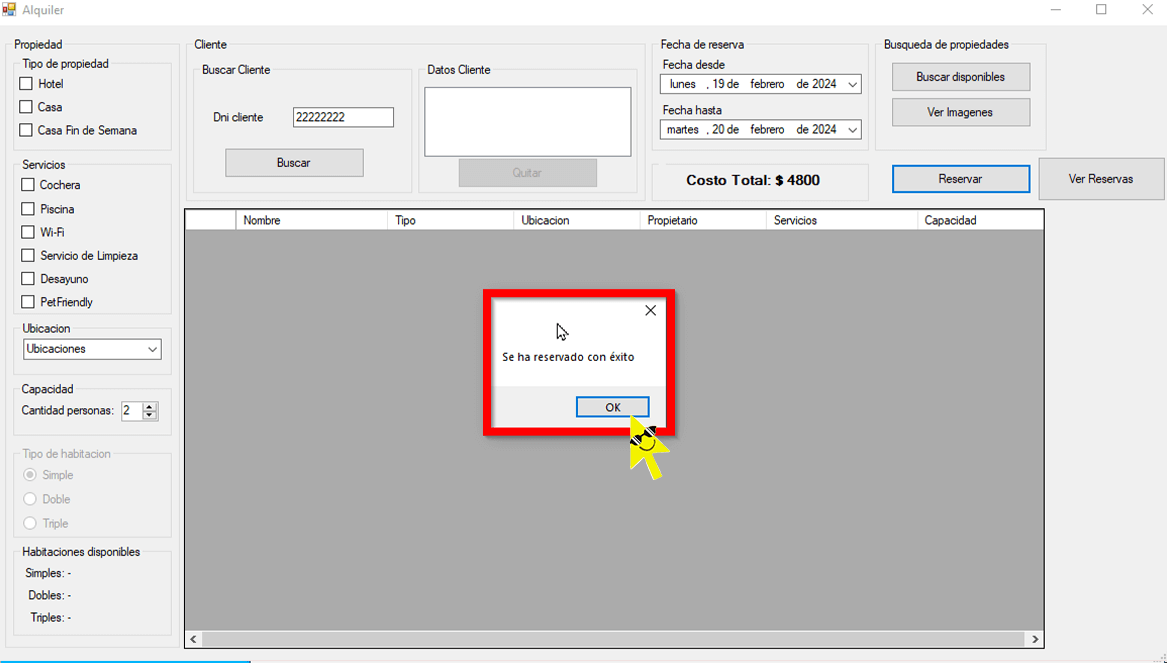 Alquiler
Propiedad
Tipo de propiedad
Hotel
Casa
Casa Fin de Semana
Servicios
Cochera
Piscina
Wi-Fi
Servicio de Limpieza
Desayuno
PetFriendly
Ubicacion
Ubicaciones
Capacidad
Cantidad personas: 2
Tipo de habitacion
Simple
Doble
Triple
Habitaciones disponibles
Simples: -
Dobles: -
Triples: -
Cliente
Buscar Cliente
Dni cliente 22222222
Buscar
Datos Cliente
Quitar
Fecha de reserva
Fecha desde
lunes , 19 de febrero de 2024
Fecha hasta
martes , 20 de febrero de 2024
Costo Total: $ 4800
Busqueda de propiedades
Buscar disponibles
Ver Imagenes
Reservar
Ver Reservas
Nombre Tipo Ubicacion Propietario Servicios Capacidad
Se ha reservado con éxito
OK